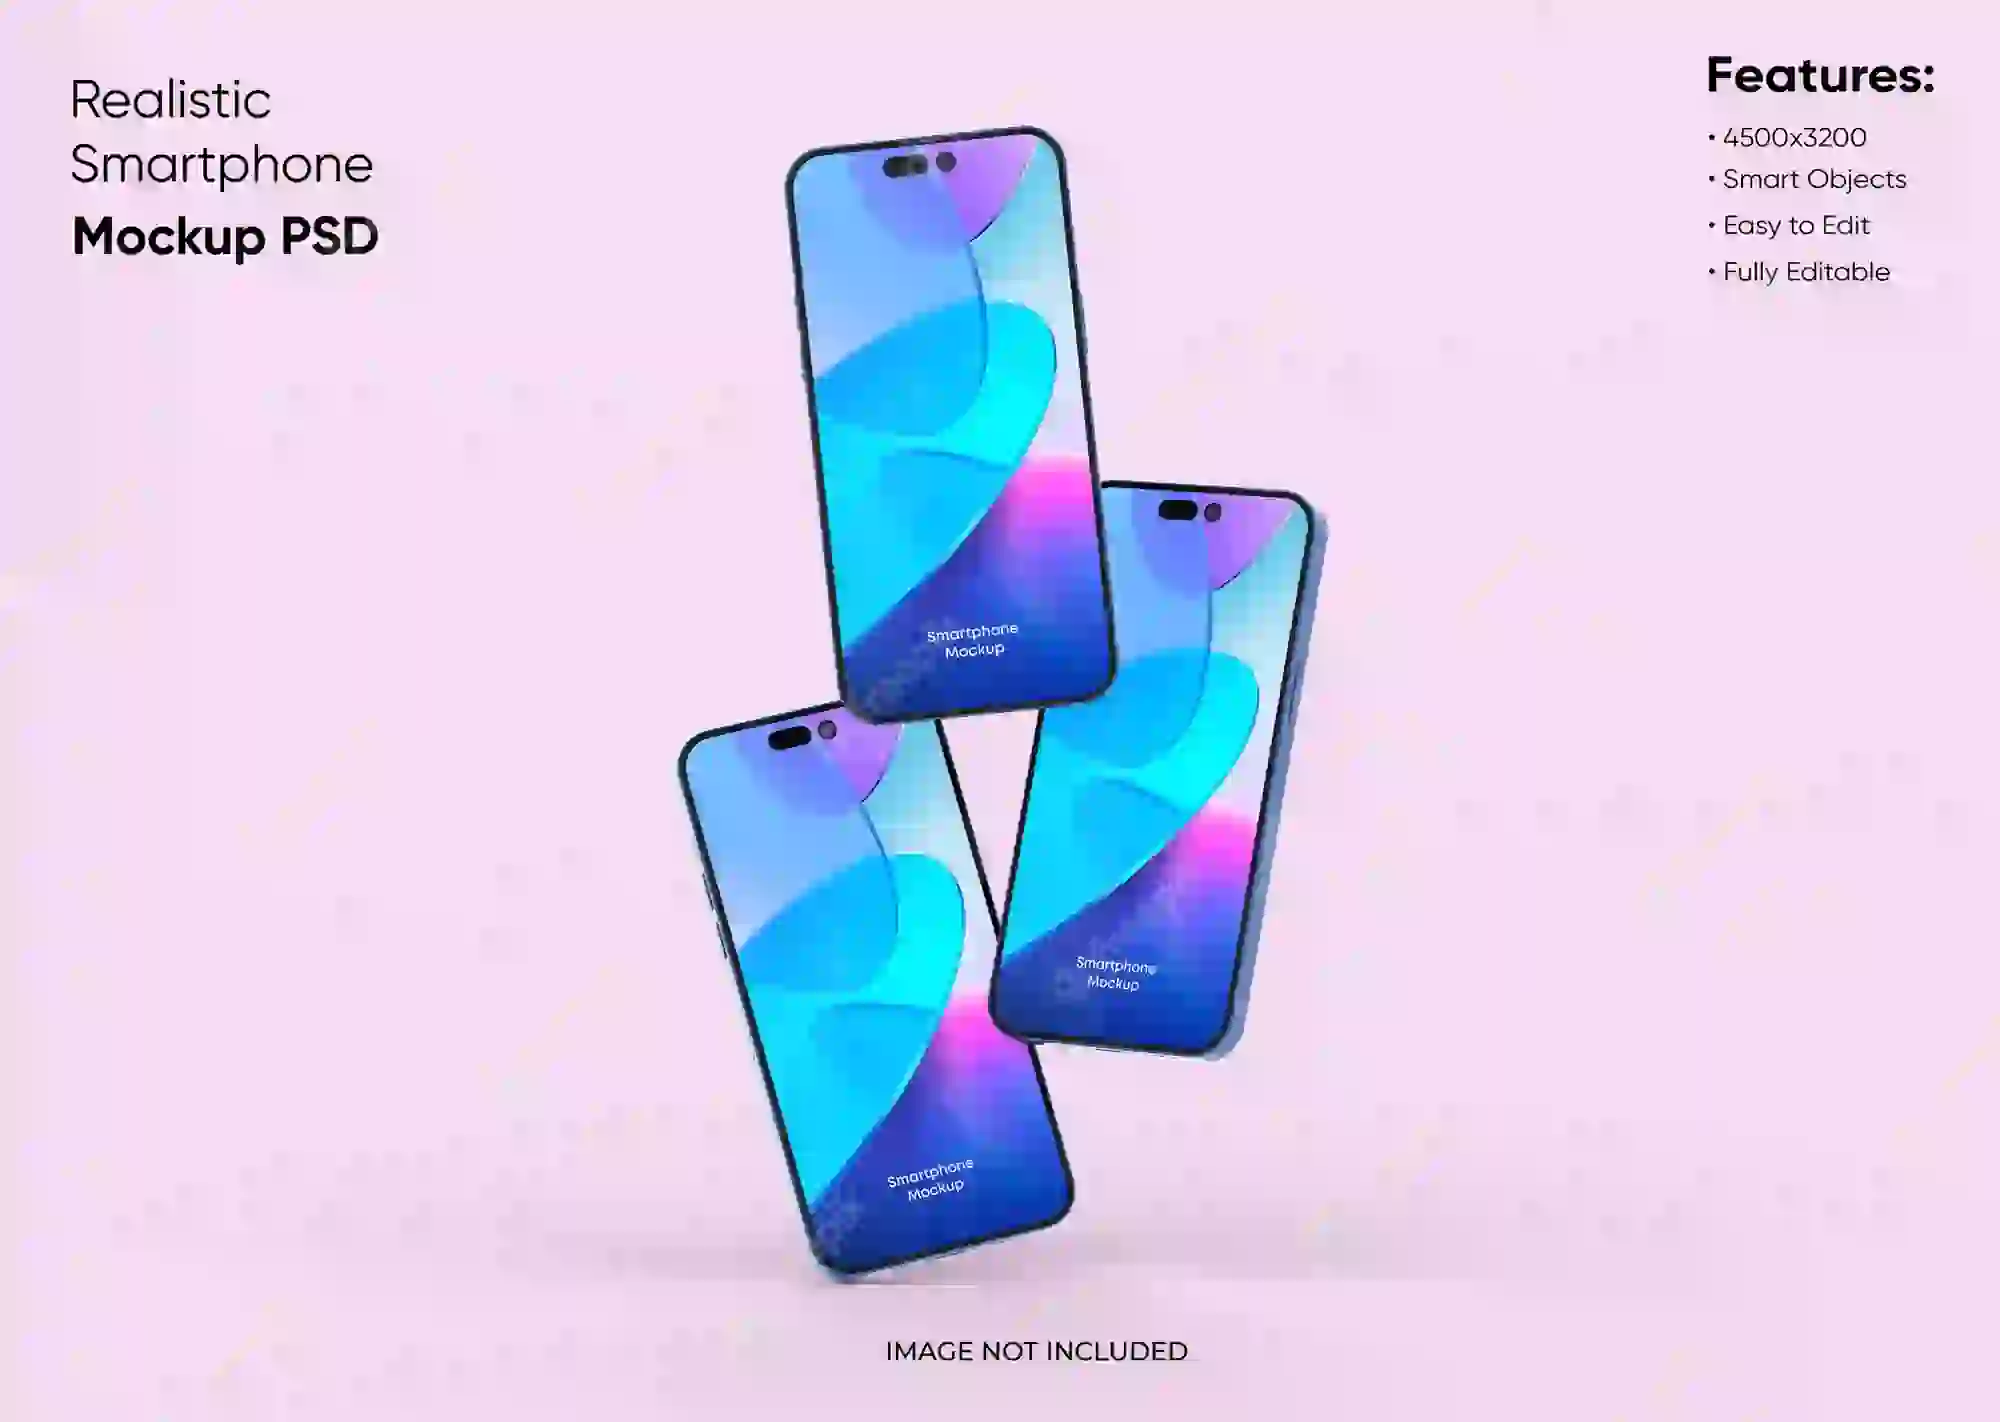 Realistic
Smartphone
Mockup PSD
Features:
• 4500x3200
• Smart Objects
• Easy to Edit
• Fully Editable
Smartphone
Mockup
Smartphone
Mockup
Smartphone
Mockup
IMAGE NOT INCLUDED